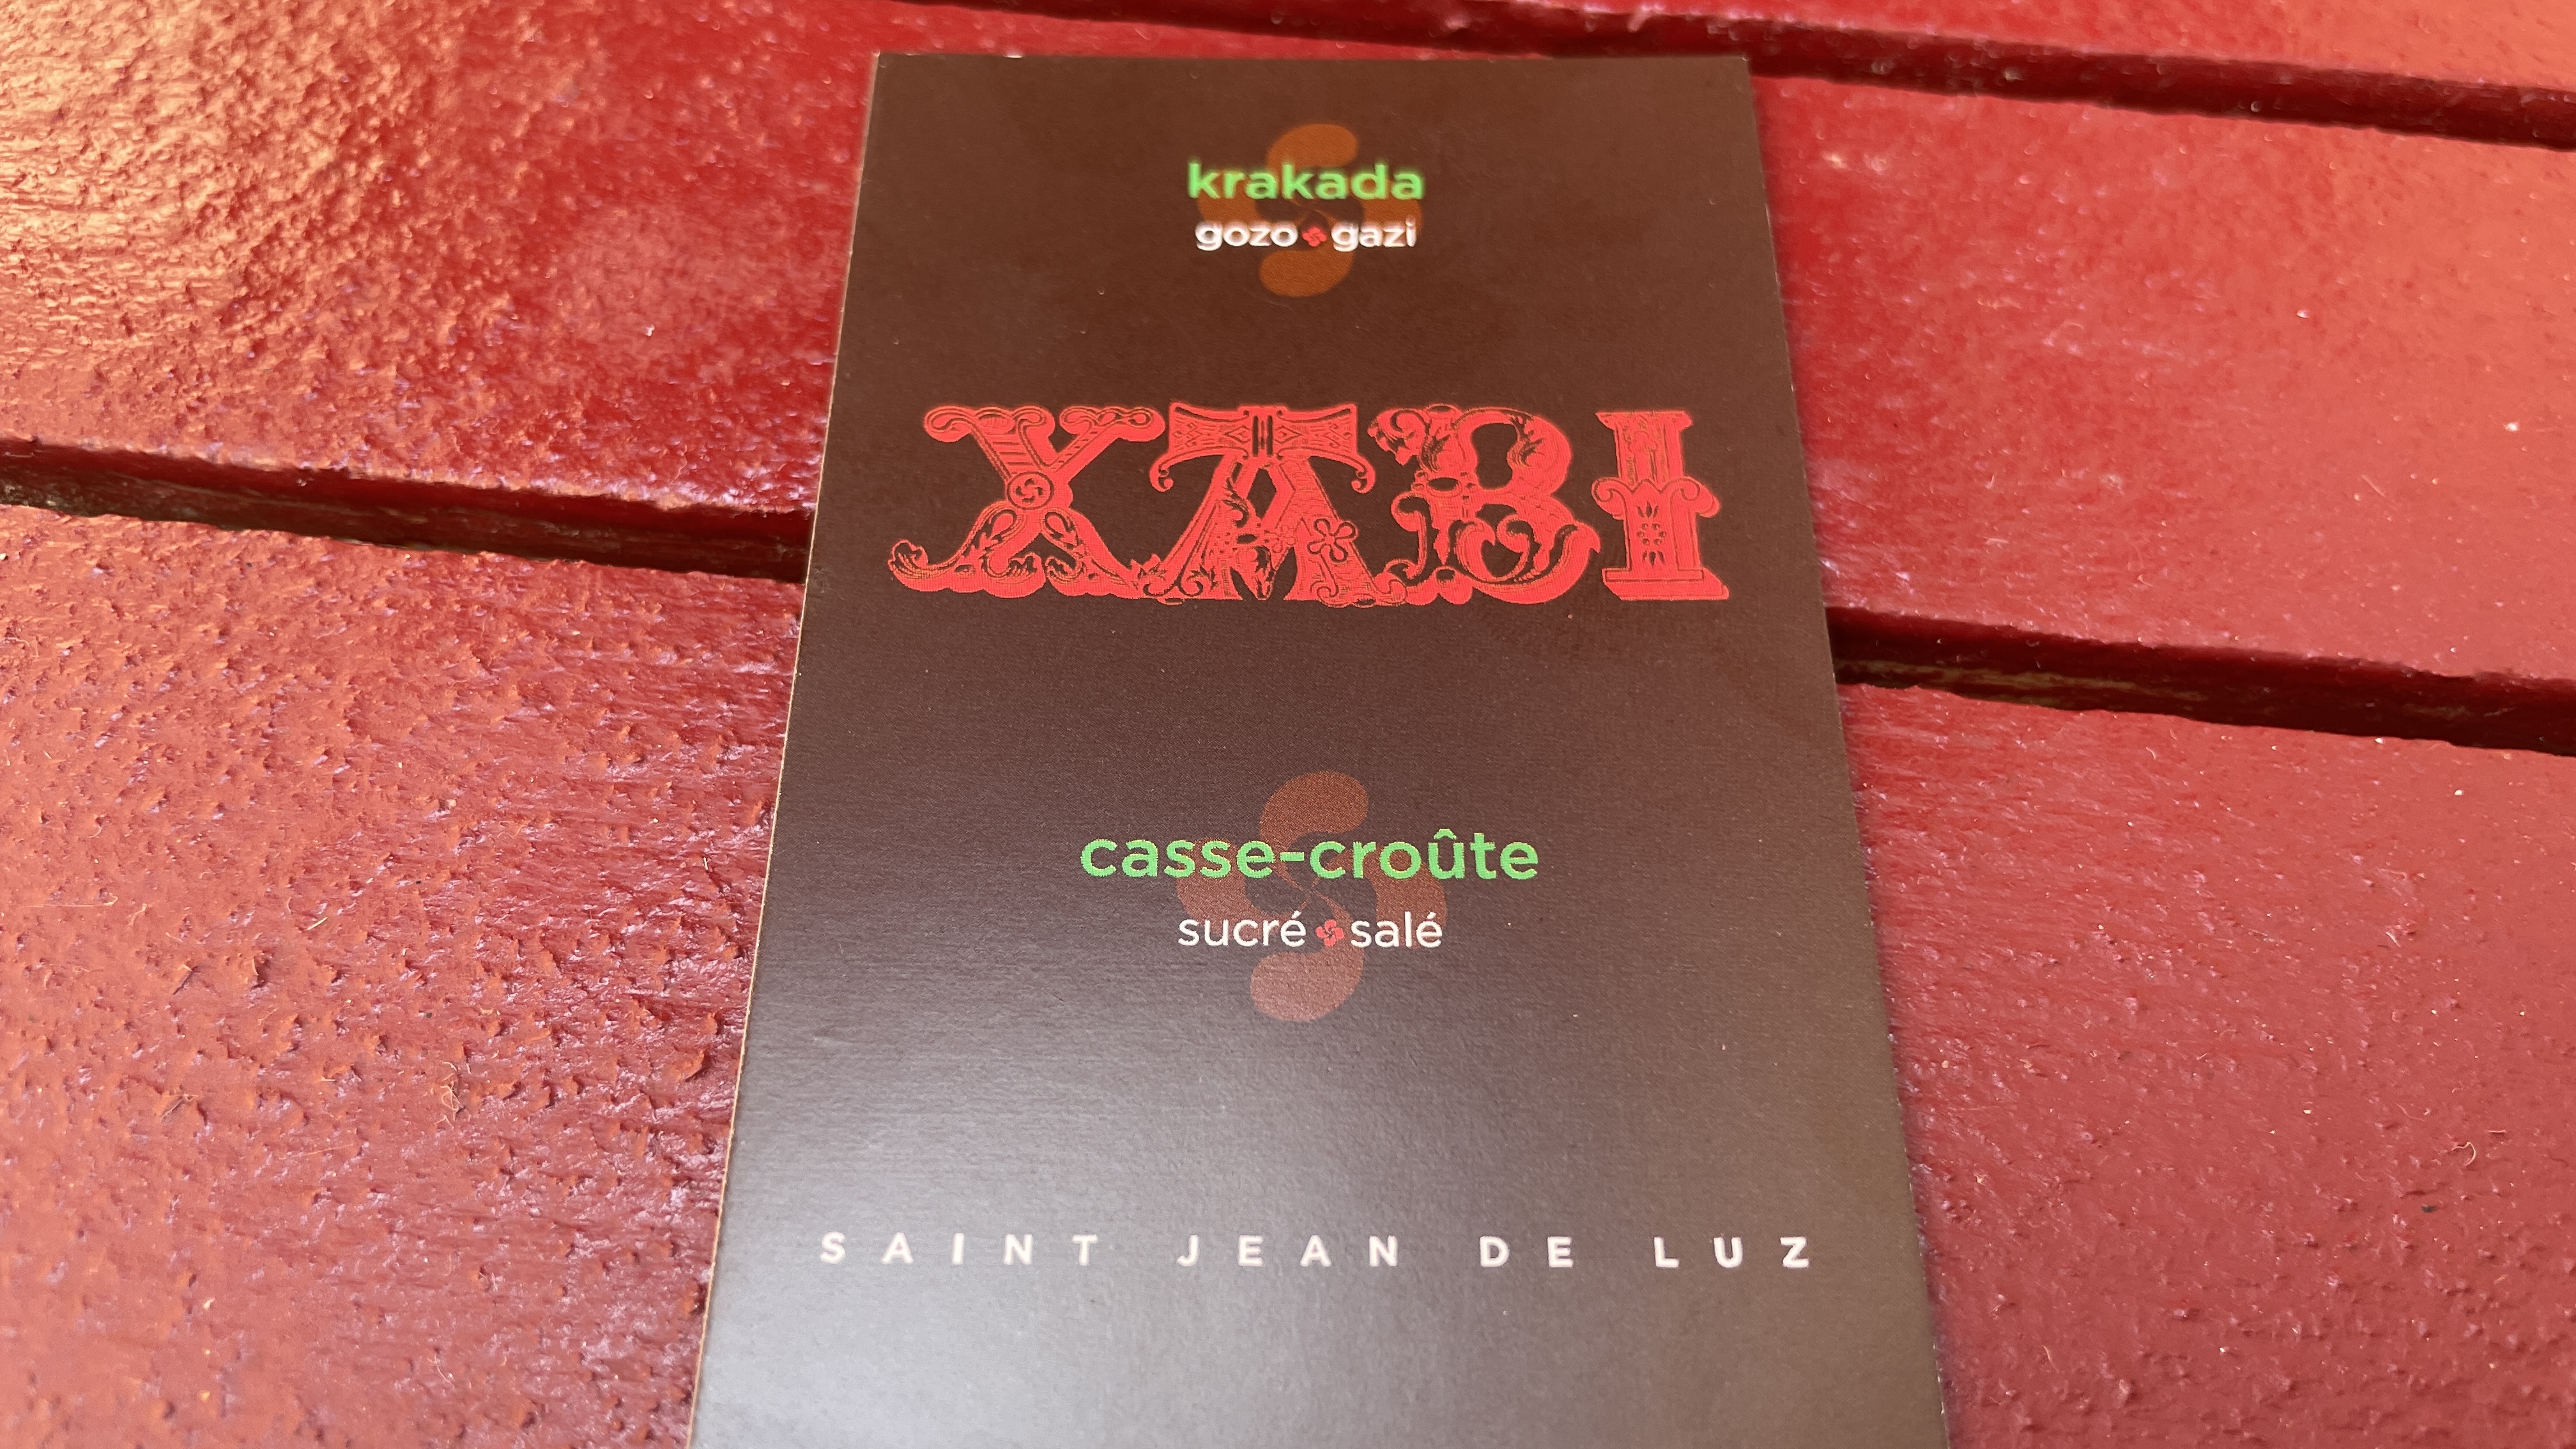 krakada
gozo gazi
XABI
casse-croûte
sucré salé
SAINT JEAN DE LUZ